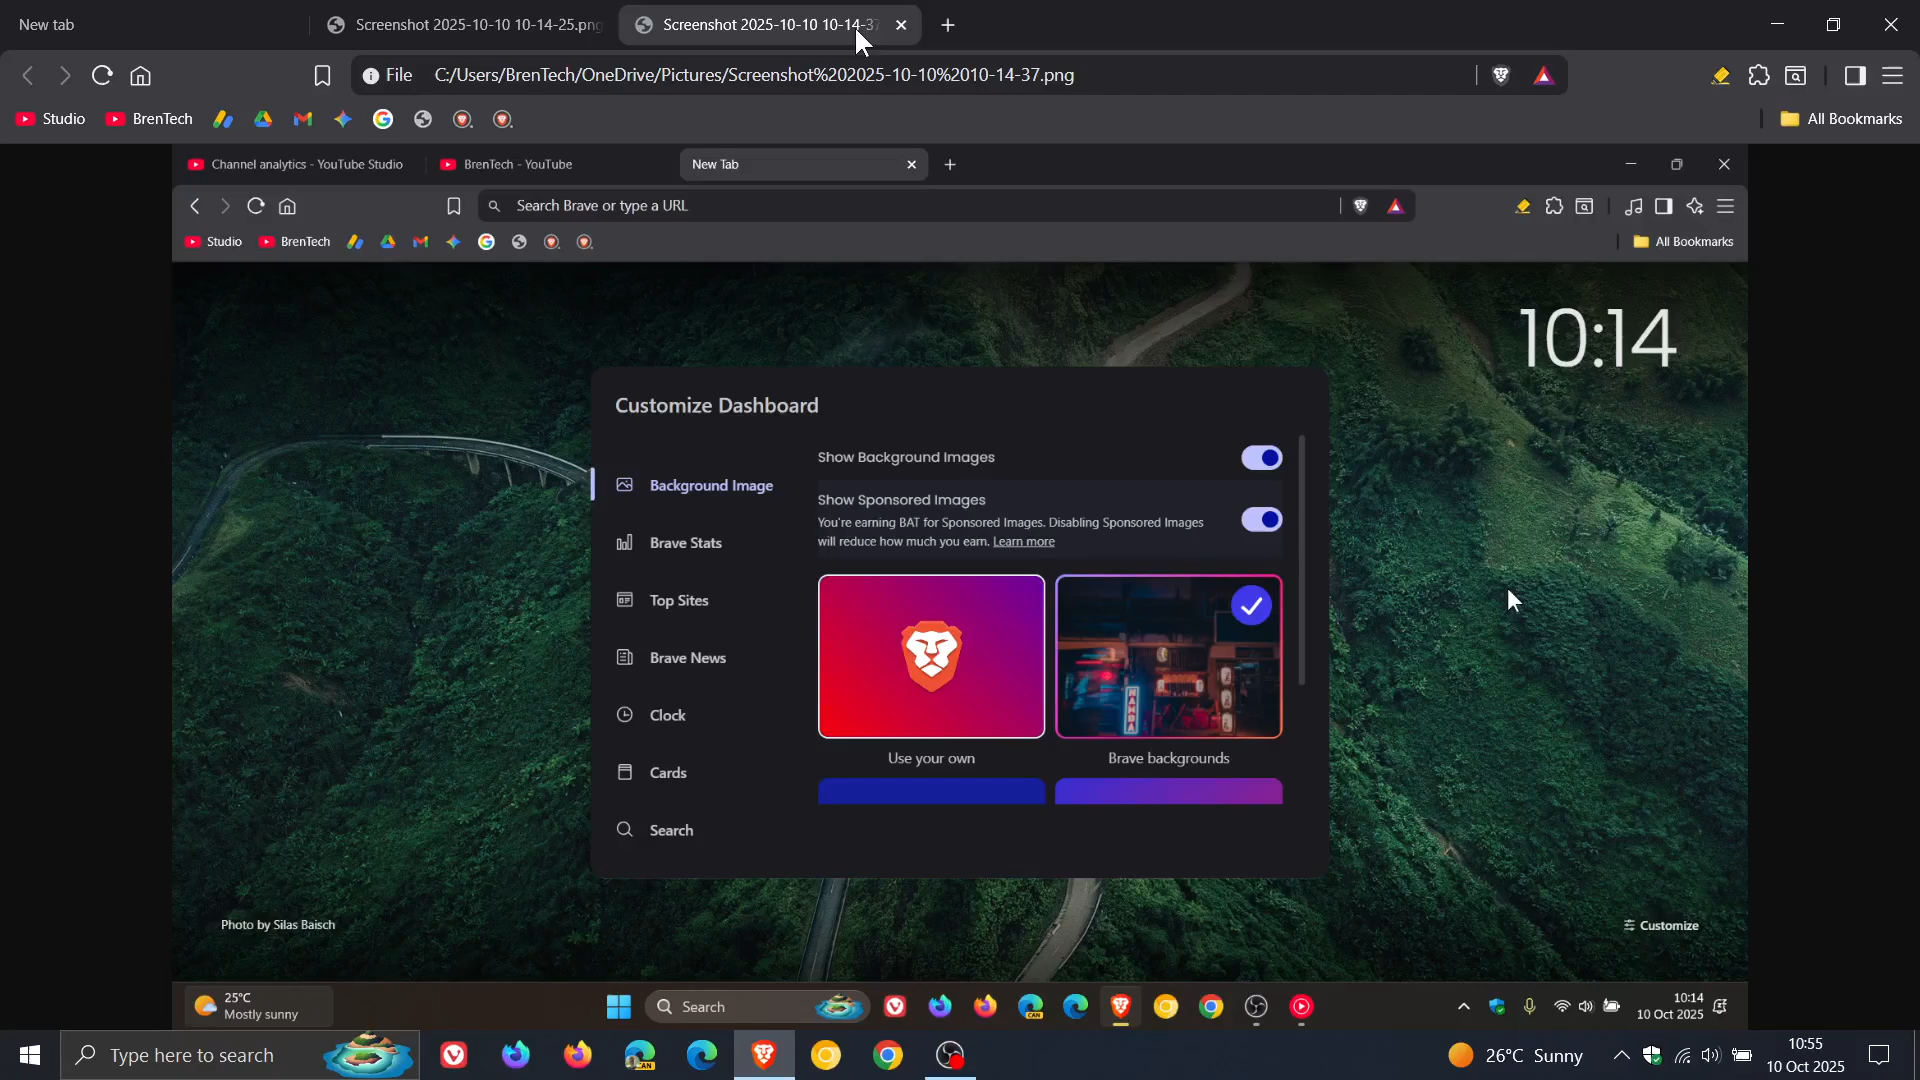 New tab
Screenshot 2025-10-10 10-14-25.png
Screenshot 2025-10-10 10-14-37
File
C:/Users/BrenTech/OneDrive/Pictures/Screenshot%202025-10-10%2010-14-37.png
Studio
BrenTech
All Bookmarks
Channel analytics - YouTube Studio
BrenTech - YouTube
New Tab
Search Brave or type a URL
Studio
BrenTech
All Bookmarks
10:14
Customize Dashboard
Background Image
Brave Stats
Top Sites
Brave News
Clock
Cards
Search
Show Background Images
Show Sponsored Images
You're earning BAT for Sponsored Images. Disabling Sponsored Images
will reduce how much you earn. Learn more
Use your own
Brave backgrounds
Photo by Silas Baisch
Customize
25°C
Mostly sunny
Search
CAN
10:14
10 Oct 2025
Type here to search
26°C Sunny
10:55
10 Oct 2025